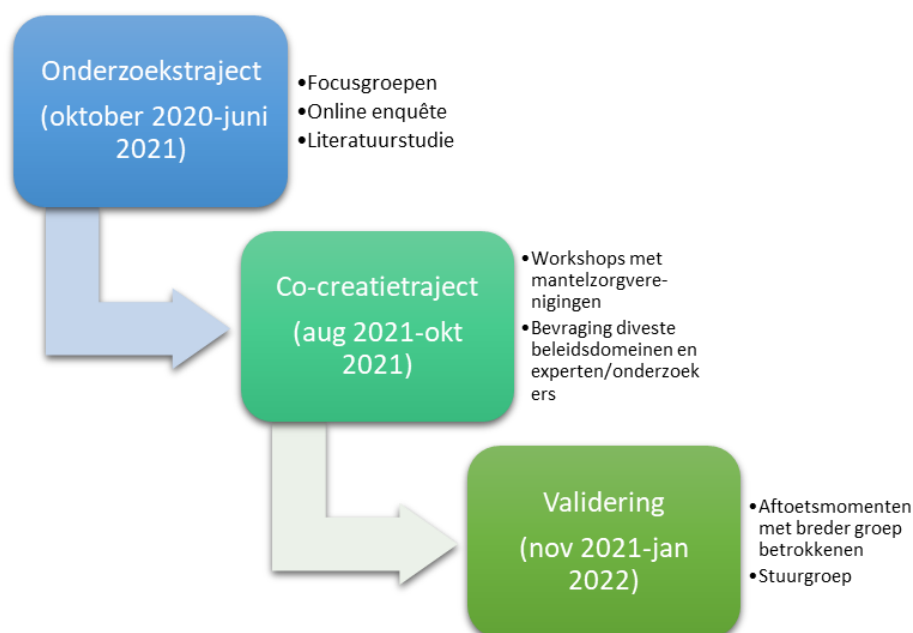 Onderzoekstraject
(oktober 2020-juni
2021)
•Focusgroepen
•Online enquête
•Literatuurstudie
Co-creatietraject
(aug 2021-okt
2021)
•Workshops met
mantelzorgvere-
nigingen
•Bevraging diveste
beleidsdomeinen en
experten/onderzoek
ers
Validering
(nov 2021-jan
2022)
•Aftoetsmomenten
met breder groep
betrokkenen
•Stuurgroep